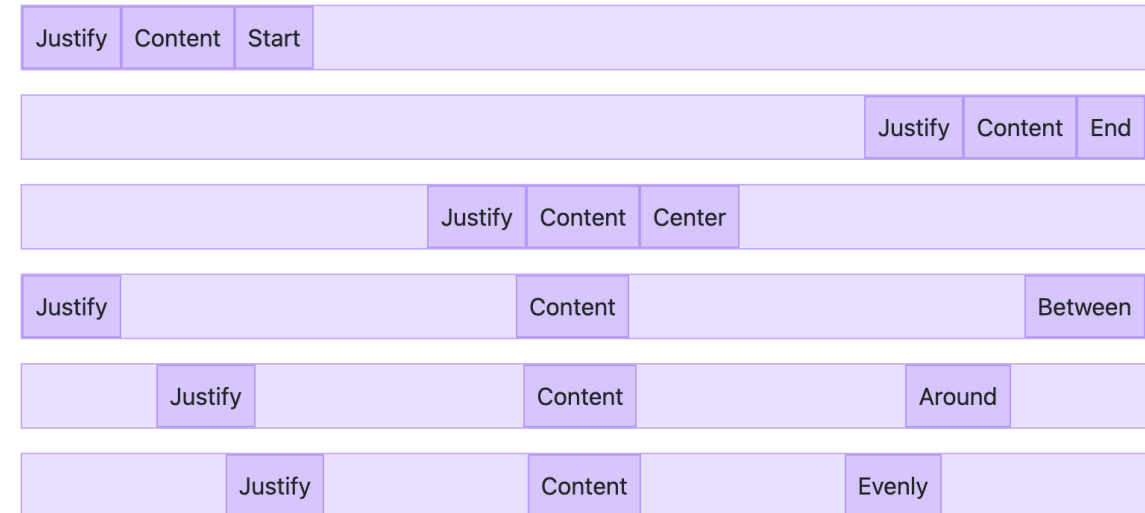 Justify Content Start
Justify Content End
Justify Content Center
Justify Content Between
Justify Content Around
Justify Content Evenly